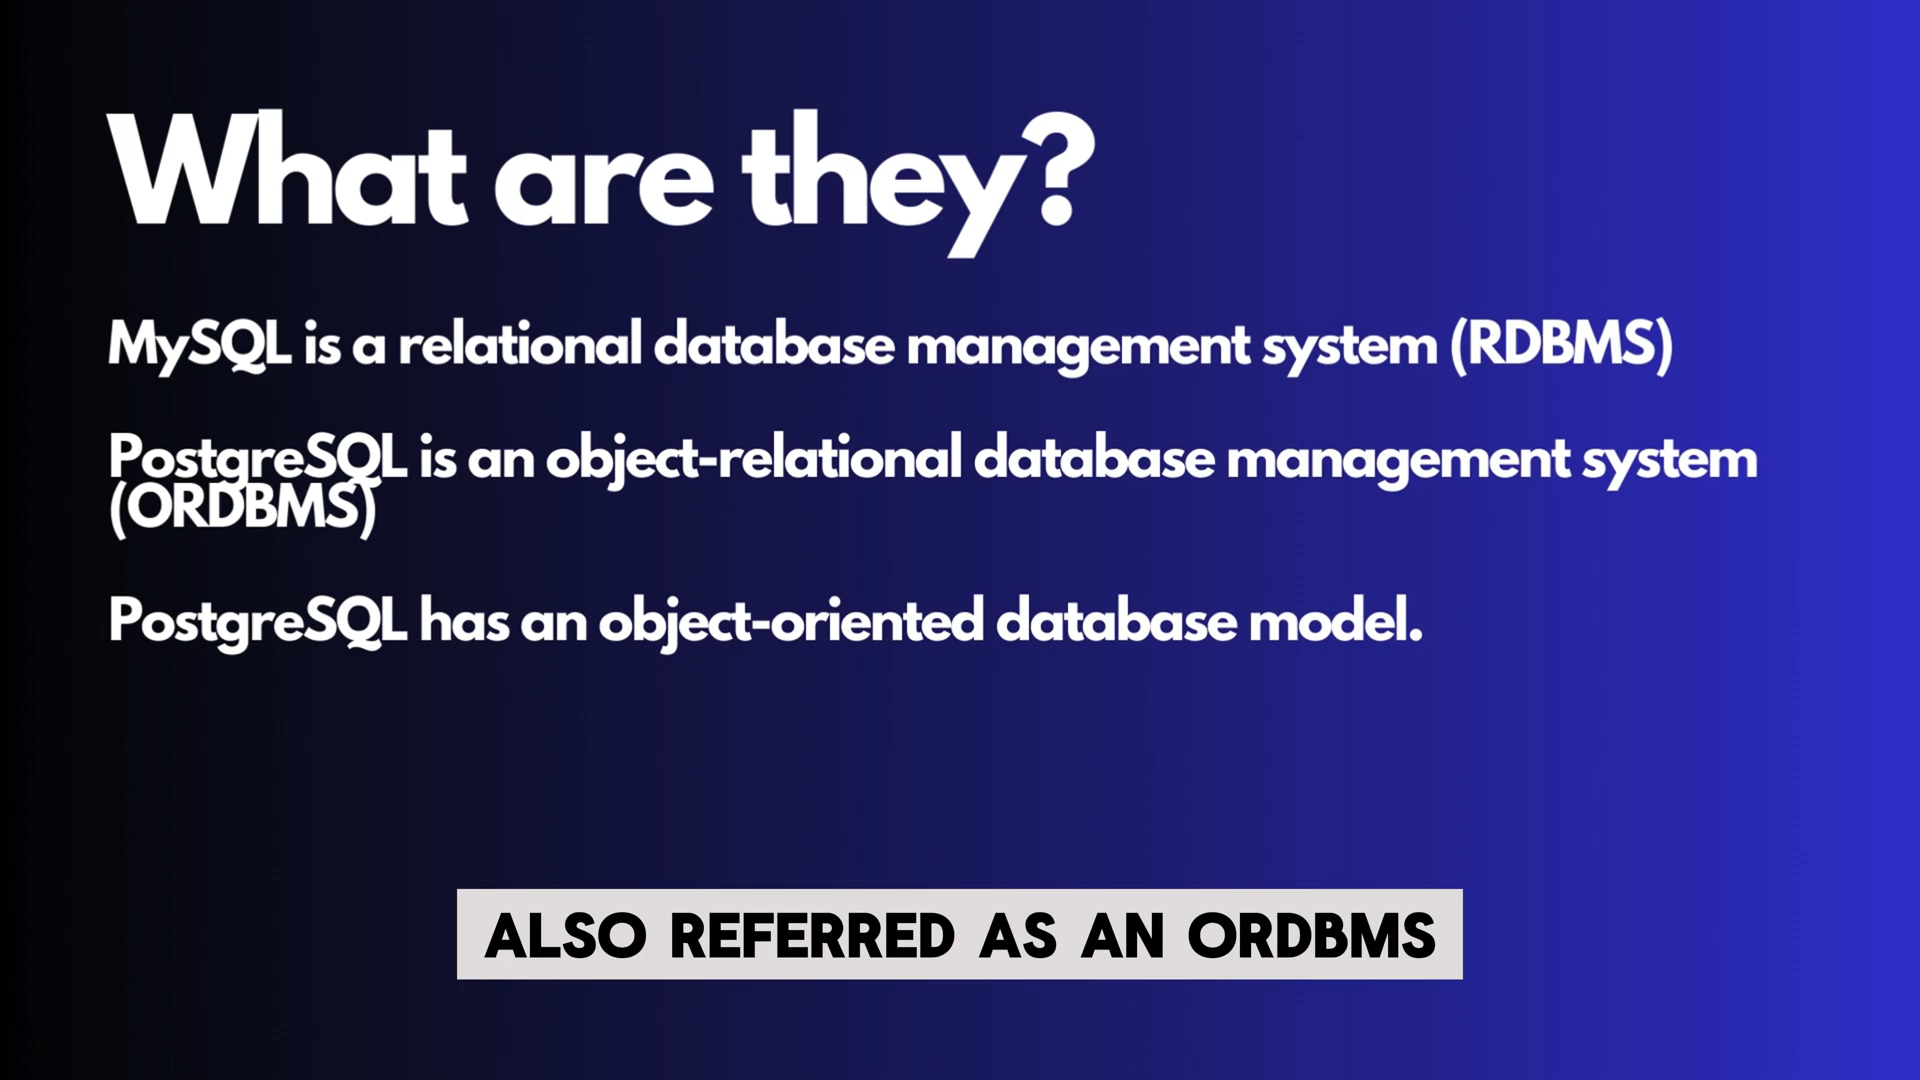 What are they?
MySQL is a relational database management system (RDBMS)
PostgreSQL is an object-relational database management system
(ORDBMS)
PostgreSQL has an object-oriented database model.
ALSO REFERRED AS AN ORDBMS